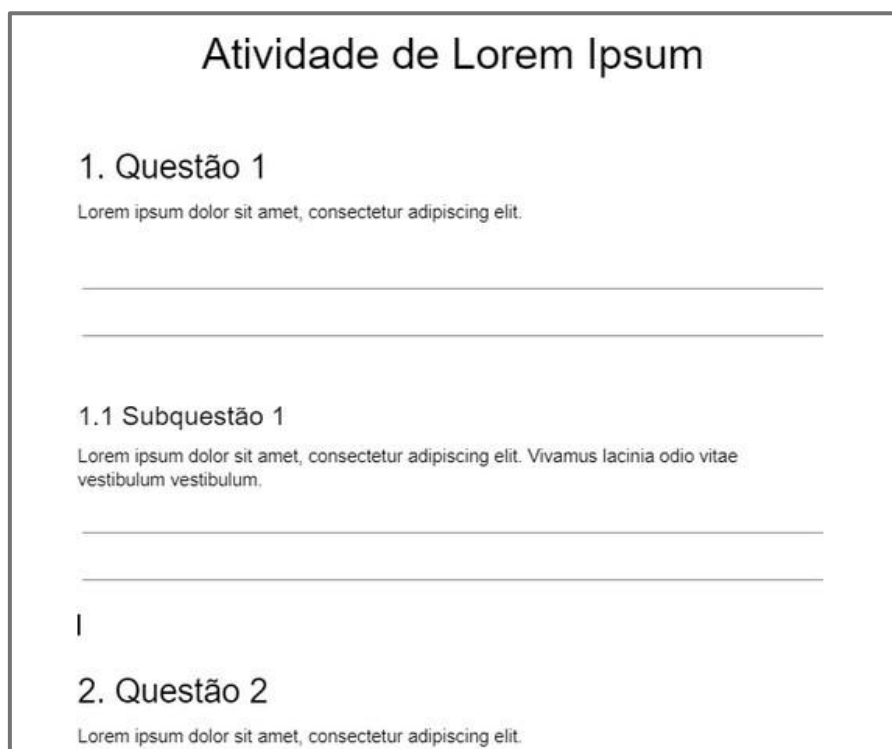 Atividade de Lorem Ipsum
1. Questão 1
Lorem ipsum dolor sit amet, consectetur adipiscing elit.
1.1 Subquestão 1
Lorem ipsum dolor sit amet, consectetur adipiscing elit. Vivamus lacinia odio vitae
vestibulum vestibulum.
2. Questão 2
Lorem ipsum dolor sit amet, consectetur adipiscing elit.